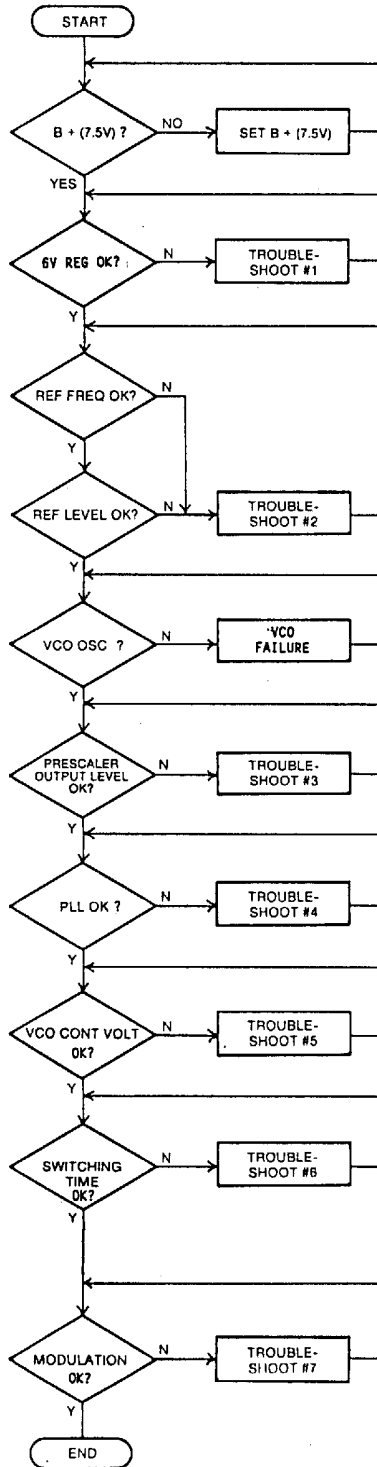 START
B + (7.5V) ?
NO
SET B + (7.5V)
YES
6V REG OK?
N
TROUBLE-
SHOOT #1
Y
REF FREQ OK?
N
Y
REF LEVEL OK?
N
TROUBLE-
SHOOT #2
Y
VCO OSC ?
N
VCO
FAILURE
Y
PRESCALER
OUTPUT LEVEL
OK?
N
TROUBLE-
SHOOT #3
Y
PLL OK ?
N
TROUBLE-
SHOOT #4
Y
VCO CONT VOLT
OK?
N
TROUBLE-
SHOOT #5
Y
SWITCHING
TIME
OK?
N
TROUBLE-
SHOOT #6
Y
MODULATION
OK?
N
TROUBLE-
SHOOT #7
Y
END